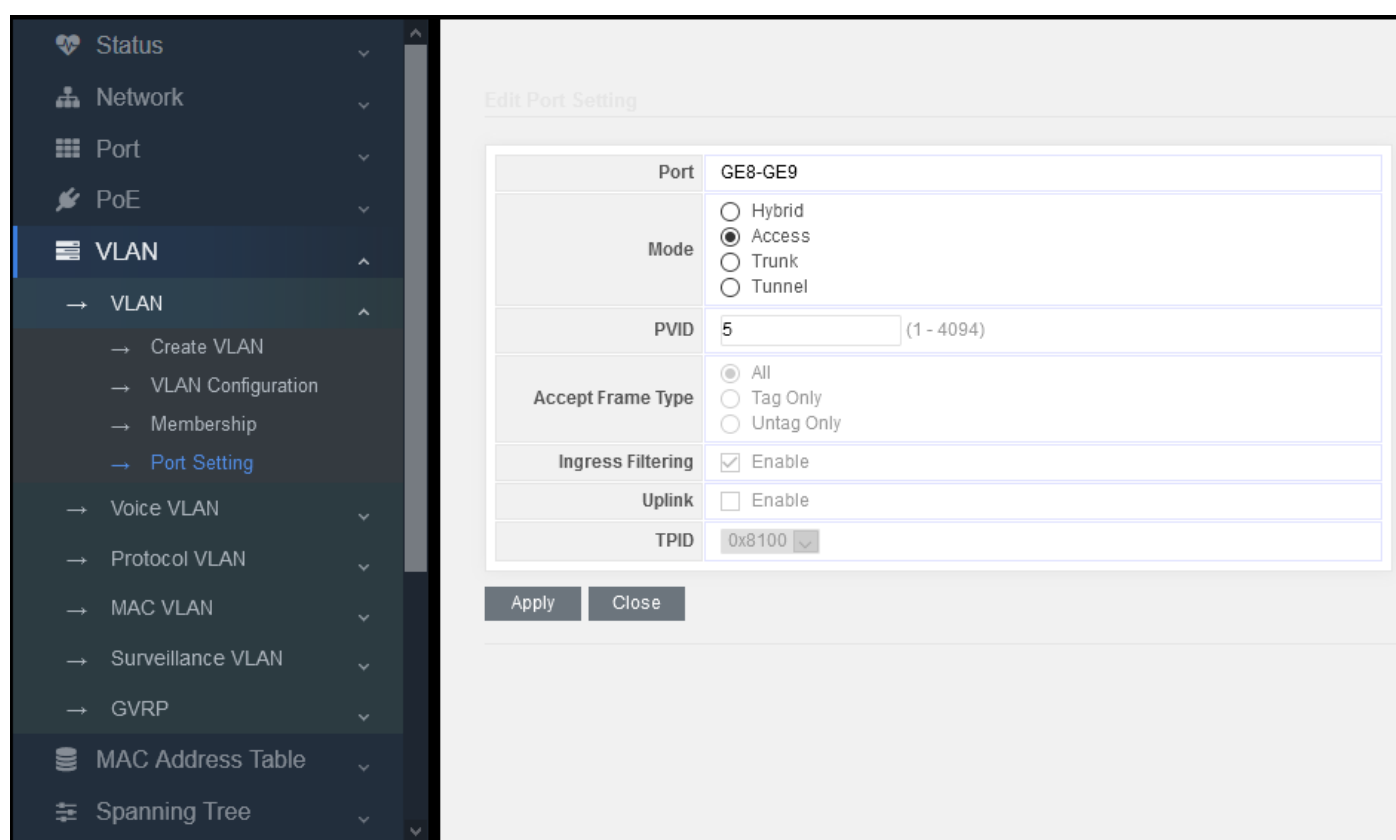 Status
Network
Port
PoE
VLAN
→ VLAN
→ Create VLAN
→ VLAN Configuration
→ Membership
→ Port Setting
→ Voice VLAN
→ Protocol VLAN
→ MAC VLAN
→ Surveillance VLAN
→ GVRP
MAC Address Table
Spanning Tree
Edit Port Setting
Port GE8-GE9
Mode
Hybrid
Access
Trunk
Tunnel
PVID 5 (1 - 4094)
Accept Frame Type
All
Tag Only
Untag Only
Ingress Filtering Enable
Uplink Enable
TPID 0x8100
Apply Close